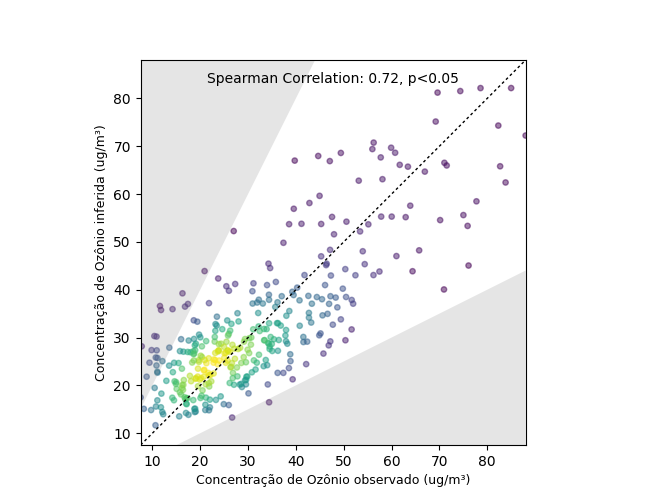 Spearman Correlation: 0.72, p<0.05
Concentração de Ozônio inferida (ug/m³)
80
70
60
50
40
30
20
10
10 20 30 40 50 60 70 80
Concentração de Ozônio observado (ug/m³)